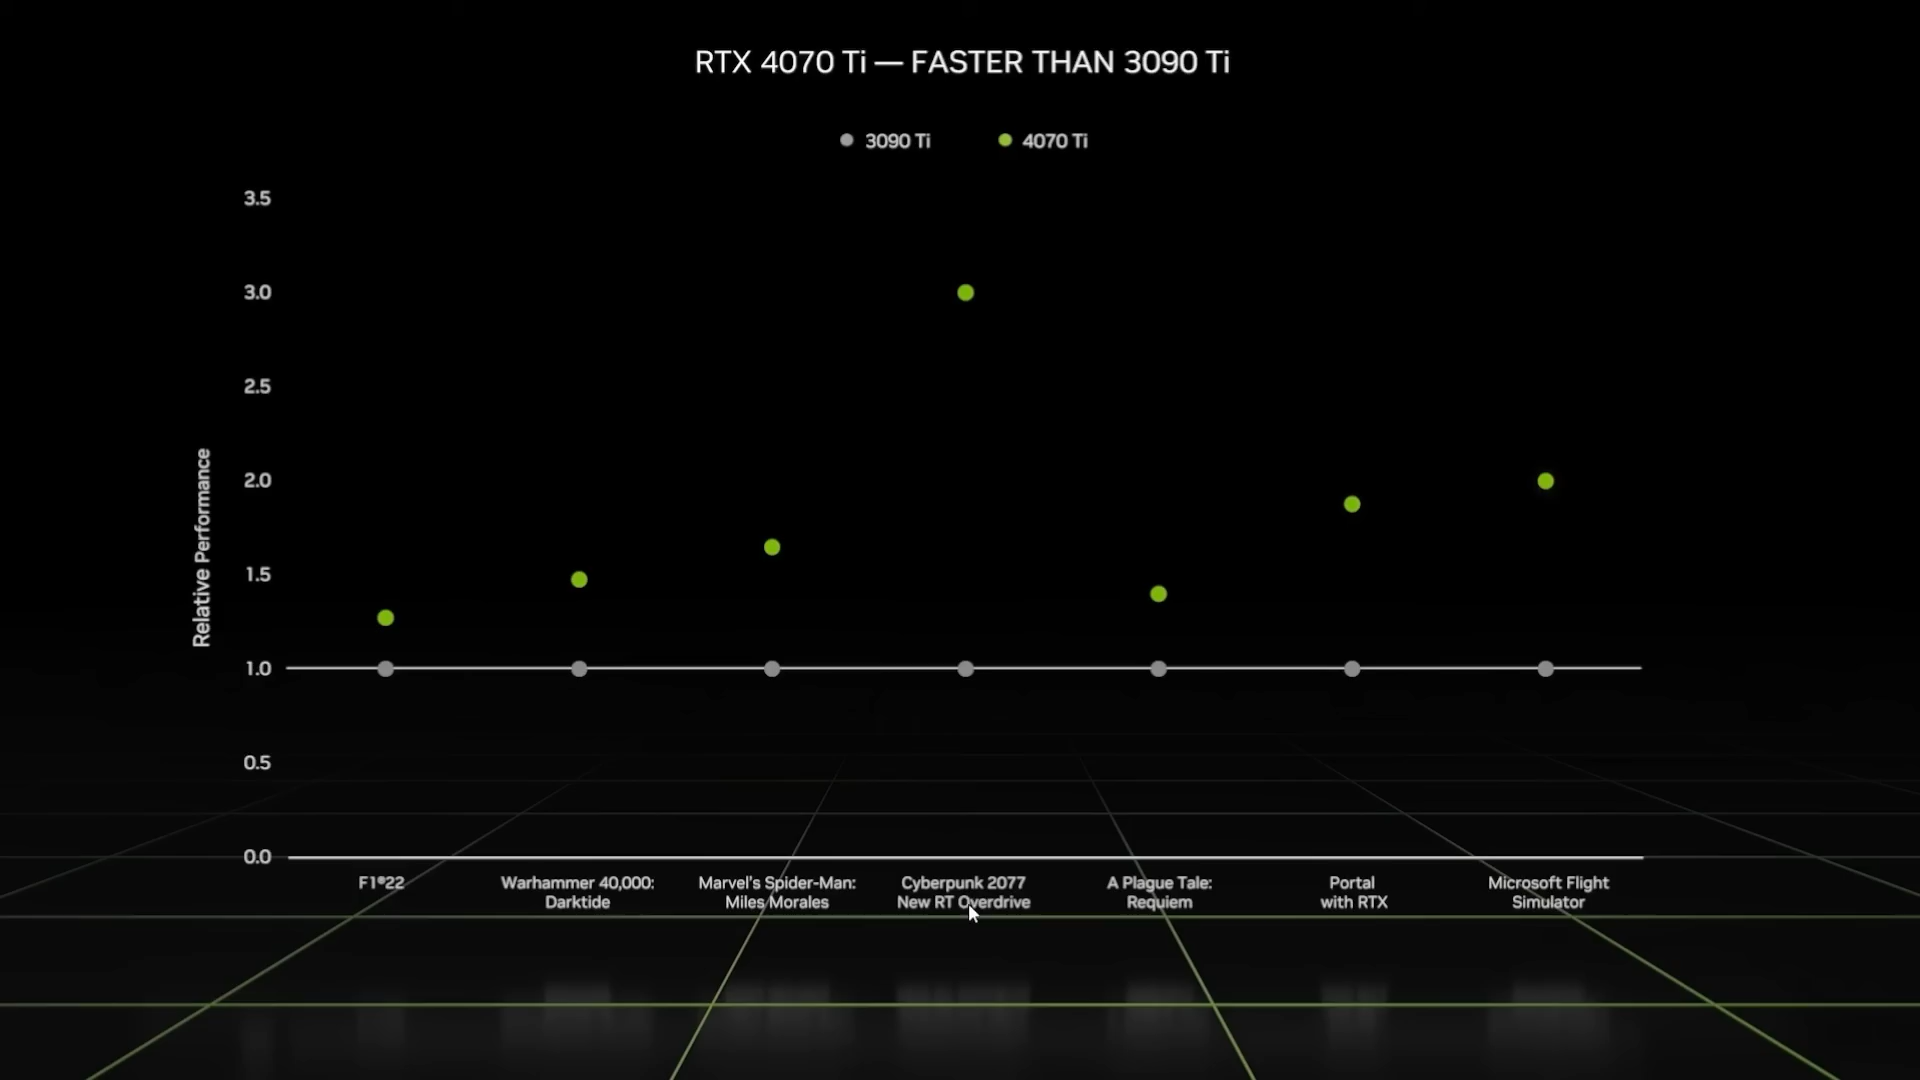 RTX 4070 Ti — FASTER THAN 3090 Ti
3090 Ti
4070 Ti
3.5
3.0
2.5
2.0
1.5
1.0
0.5
0.0
Relative Performance
F1®22
Warhammer 40,000:
Darktide
Marvel's Spider-Man:
Miles Morales
Cyberpunk 2077
New RT Overdrive
A Plague Tale:
Requiem
Portal
with RTX
Microsoft Flight
Simulator